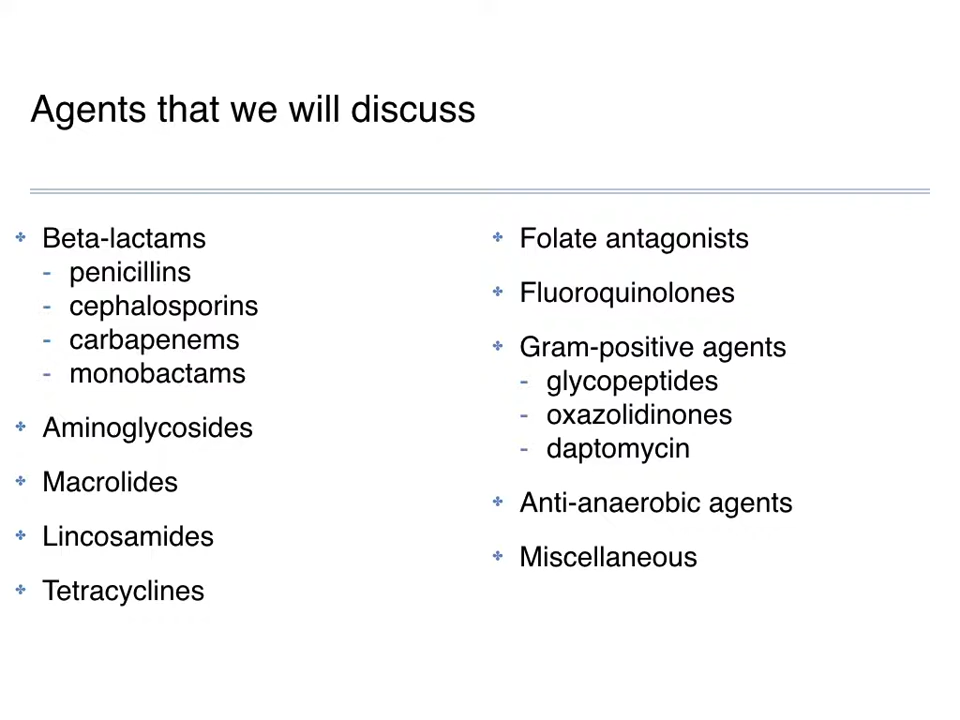 Agents that we will discuss
Beta-lactams
- penicillins
- cephalosporins
- carbapenems
- monobactams
Aminoglycosides
Macrolides
Lincosamides
Tetracyclines
Folate antagonists
Fluoroquinolones
Gram-positive agents
- glycopeptides
- oxazolidinones
- daptomycin
Anti-anaerobic agents
Miscellaneous